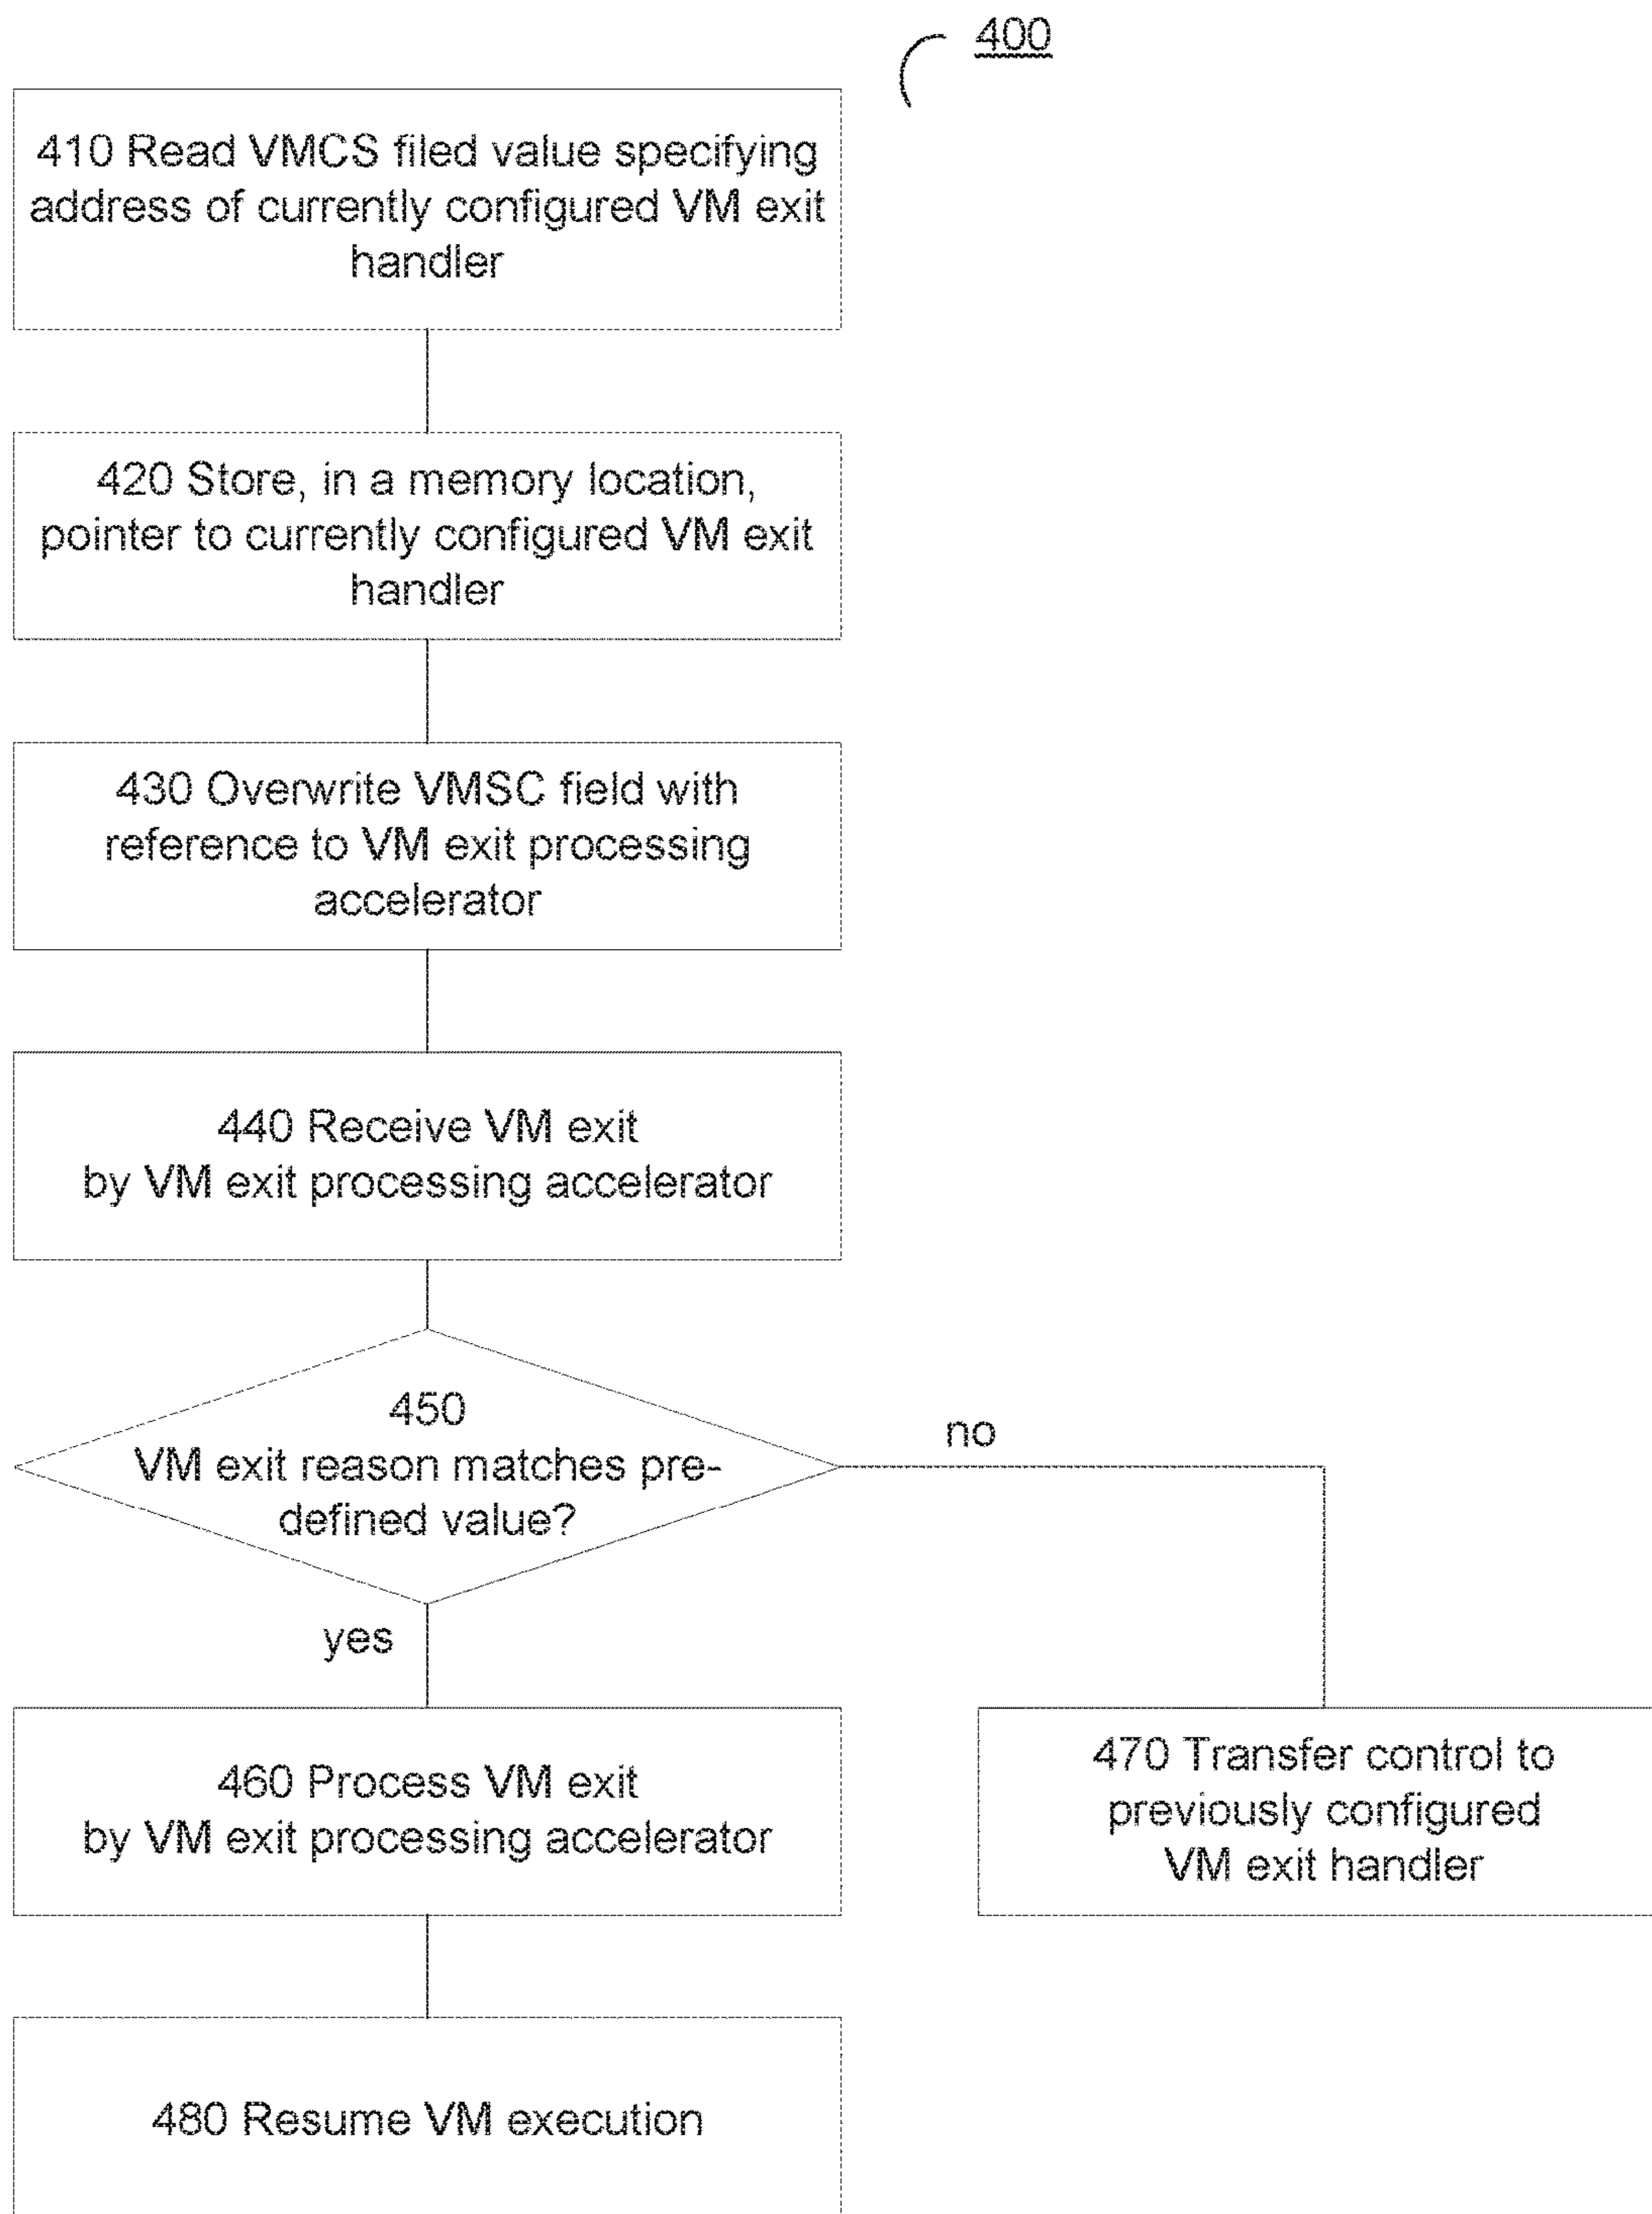 400
410 Read VMCS filed value specifying
address of currently configured VM exit
handler
420 Store, in a memory location,
pointer to currently configured VM exit
handler
430 Overwrite VMSC field with
reference to VM exit processing
accelerator
440 Receive VM exit
by VM exit processing accelerator
450
VM exit reason matches pre-
defined value?
no
yes
460 Process VM exit
by VM exit processing accelerator
470 Transfer control to
previously configured
VM exit handler
480 Resume VM execution